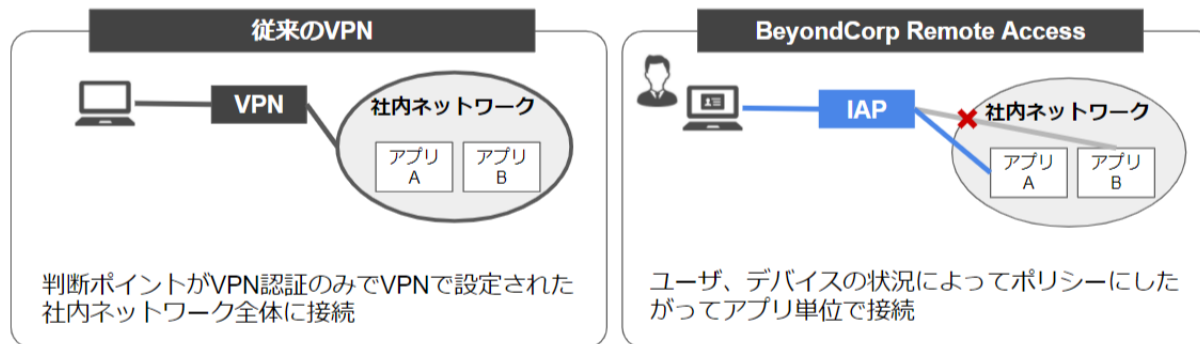 従来のVPN
VPN
社内ネットワーク
アプリ
A
アプリ
B
判断ポイントがVPN認証のみでVPNで設定された
社内ネットワーク全体に接続
BeyondCorp Remote Access
IAP
社内ネットワーク
アプリ
A
アプリ
B
ユーザ、デバイスの状況によってポリシーにした
がってアプリ単位で接続